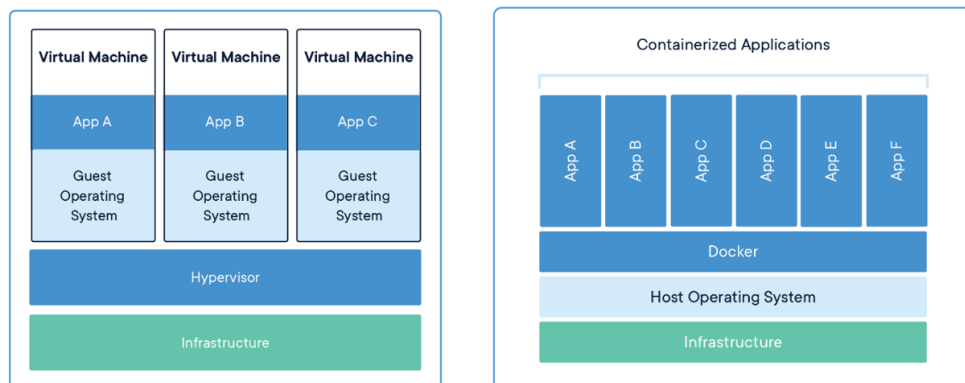 Virtual Machine
Virtual Machine
Virtual Machine
App A
App B
App C
Guest
Operating
System
Guest
Operating
System
Guest
Operating
System
Hypervisor
Infrastructure
Containerized Applications
App A
App B
App C
App D
App E
App F
Docker
Host Operating System
Infrastructure